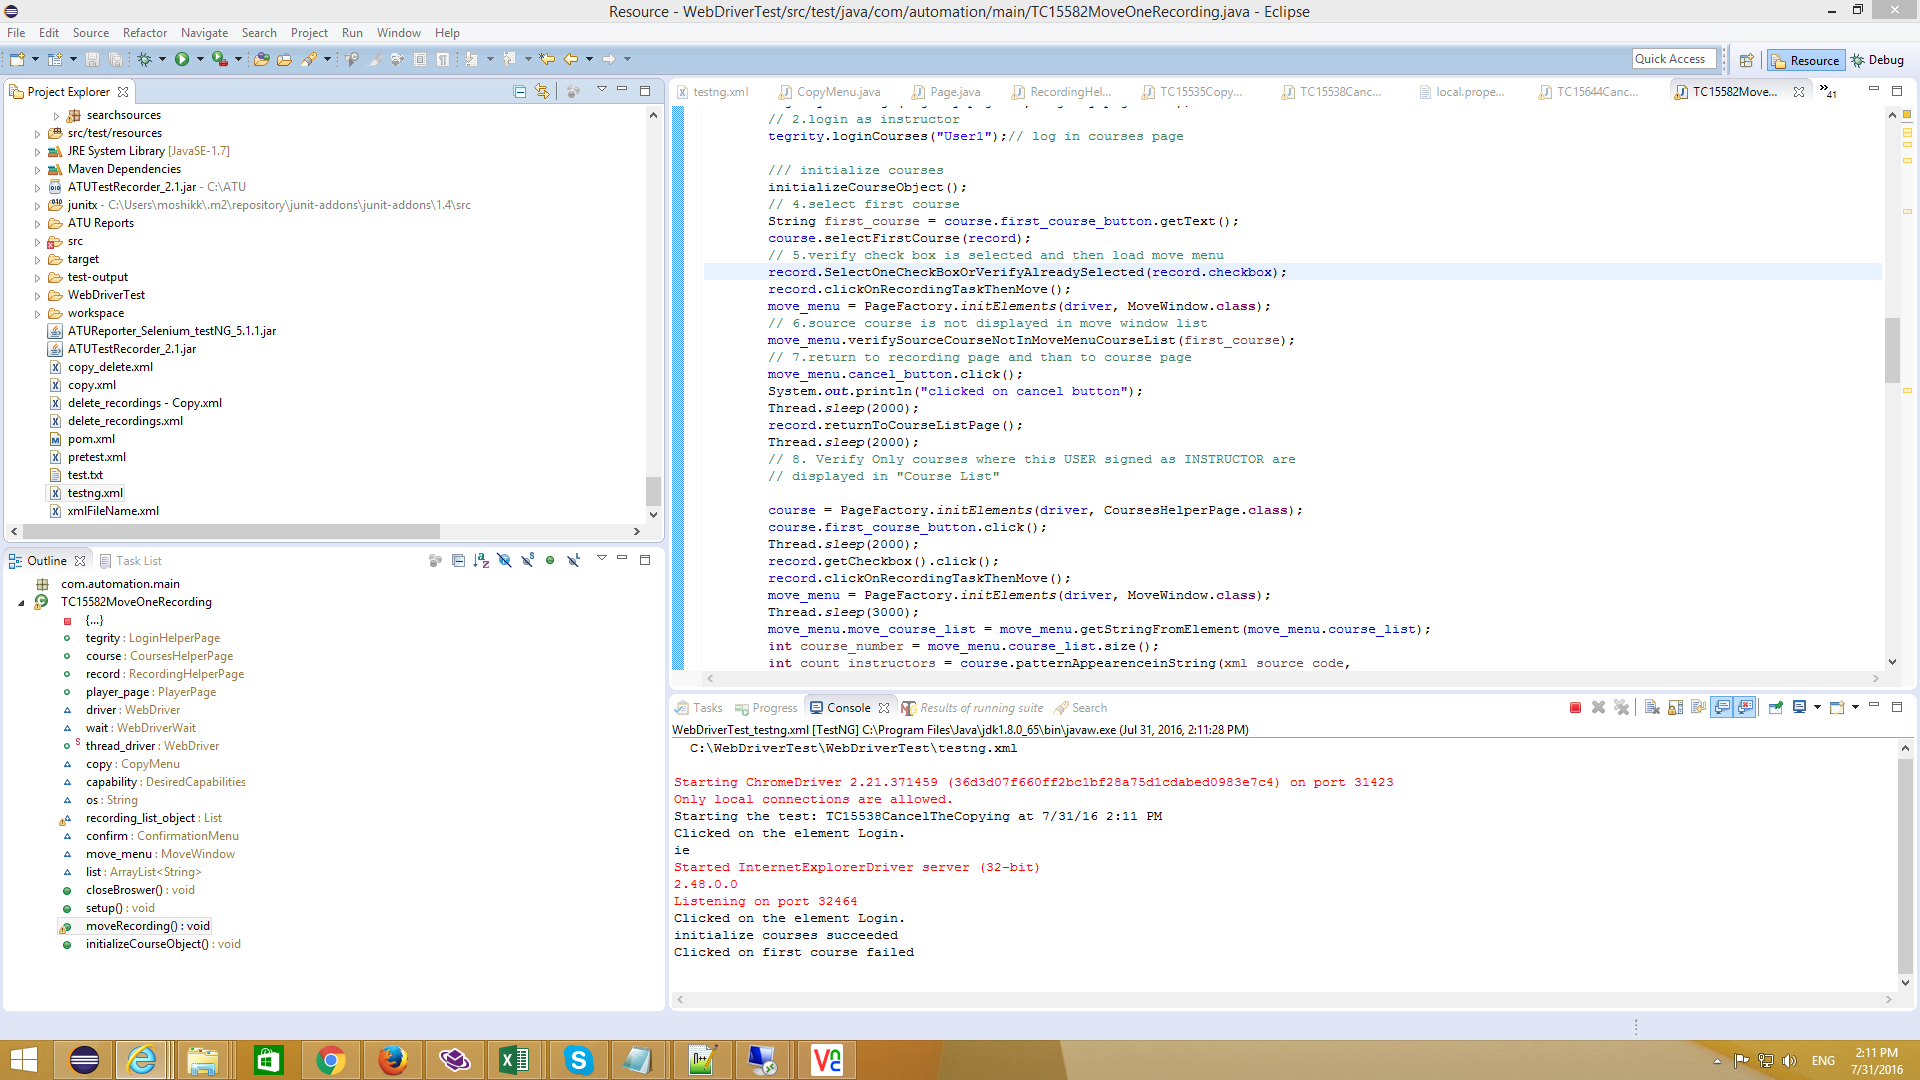 Resource - WebDriverTest/src/test/java/com/automation/main/TC15582MoveOneRecording.java - Eclipse
File Edit Source Refactor Navigate Search Project Run Window Help
Quick Access
Resource
Debug
Project Explorer
searchsources
src/test/resources
JRE System Library [JavaSE-1.7]
Maven Dependencies
ATUTestRecorder_2.1.jar - C:\ATU
junitx - C:\Users\moshikk\.m2\repository\junit-addons\junit-addons\1.4\src
ATU Reports
src
target
test-output
WebDriverTest
workspace
ATUReporter_Selenium_testNG_5.1.1.jar
ATUTestRecorder_2.1.jar
copy_delete.xml
copy.xml
delete_recordings - Copy.xml
delete_recordings.xml
pom.xml
pretest.xml
test.txt
testng.xml
xmlFileName.xml
Outline Task List
com.automation.main
TC15582MoveOneRecording
{...}
tegrity : LoginHelperPage
course : CoursesHelperPage
record : RecordingHelperPage
player_page : PlayerPage
driver : WebDriver
wait : WebDriverWait
thread_driver : WebDriver
copy : CopyMenu
capability : DesiredCapabilities
os : String
recording_list_object : List
confirm : ConfirmationMenu
move_menu : MoveWindow
list : ArrayList<String>
closeBroswer() : void
setup() : void
moveRecording() : void
initializeCourseObject() : void
testng.xml CopyMenu.java Page.java RecordingHel... TC15535Copy... TC15538Canc... local.prope... TC15644Canc... TC15582Move... »41
// 2.login as instructor
tegrity.loginCourses("User1");// log in courses page
/// initialize courses
initializeCourseObject();
// 4.select first course
String first_course = course.first_course_button.getText();
course.selectFirstCourse(record);
// 5.verify check box is selected and then load move menu
record.SelectOneCheckBoxOrVerifyAlreadySelected(record.checkbox);
record.clickOnRecordingTaskThenMove();
move_menu = PageFactory.initElements(driver, MoveWindow.class);
// 6.source course is not displayed in move window list
move_menu.verifySourceCourseNotInMoveMenuCourseList(first_course);
// 7.return to recording page and than to course page
move_menu.cancel_button.click();
System.out.println("clicked on cancel button");
Thread.sleep(2000);
record.returnToCourseListPage();
Thread.sleep(2000);
// 8. Verify Only courses where this USER signed as INSTRUCTOR are
// displayed in "Course List"
course = PageFactory.initElements(driver, CoursesHelperPage.class);
course.first_course_button.click();
Thread.sleep(2000);
record.getCheckbox().click();
record.clickOnRecordingTaskThenMove();
move_menu = PageFactory.initElements(driver, MoveWindow.class);
Thread.sleep(3000);
move_menu.move_course_list = move_menu.getStringFromElement(move_menu.course_list);
int course_number = move_menu.course_list.size();
int count_instructors = course.patternAppearenceinString(xml_source_code,
Tasks Progress Console Results of running suite Search
WebDriverTest_testng.xml [TestNG] C:\Program Files\Java\jdk1.8.0_65\bin\javaw.exe (Jul 31, 2016, 2:11:28 PM)
C:\WebDriverTest\WebDriverTest\testng.xml
Starting ChromeDriver 2.21.371459 (36d3d07f660ff2bc1bf28a75d1cdabed0983e7c4) on port 31423
Only local connections are allowed.
Starting the test: TC15538CancelTheCopying at 7/31/16 2:11 PM
Clicked on the element Login.
ie
Started InternetExplorerDriver server (32-bit)
2.48.0.0
Listening on port 32464
Clicked on the element Login.
initialize courses succeeded
Clicked on first course failed
ENG
2:11 PM
7/31/2016